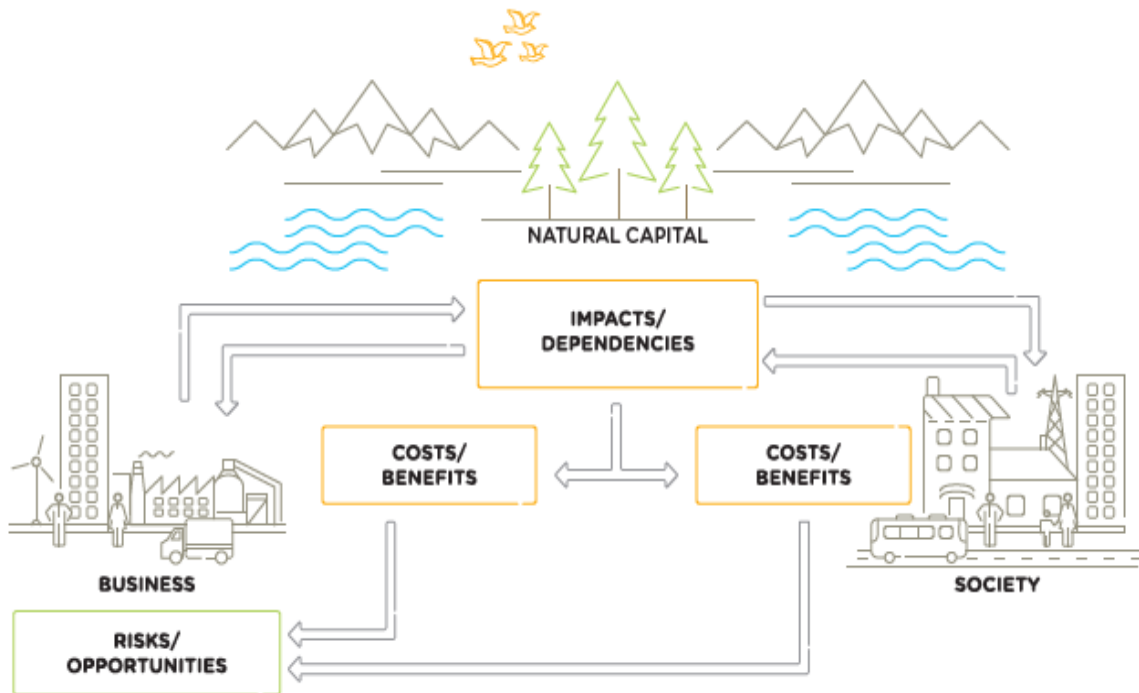 NATURAL CAPITAL
IMPACTS/
DEPENDENCIES
COSTS/
BENEFITS
COSTS/
BENEFITS
BUSINESS
SOCIETY
RISKS/
OPPORTUNITIES